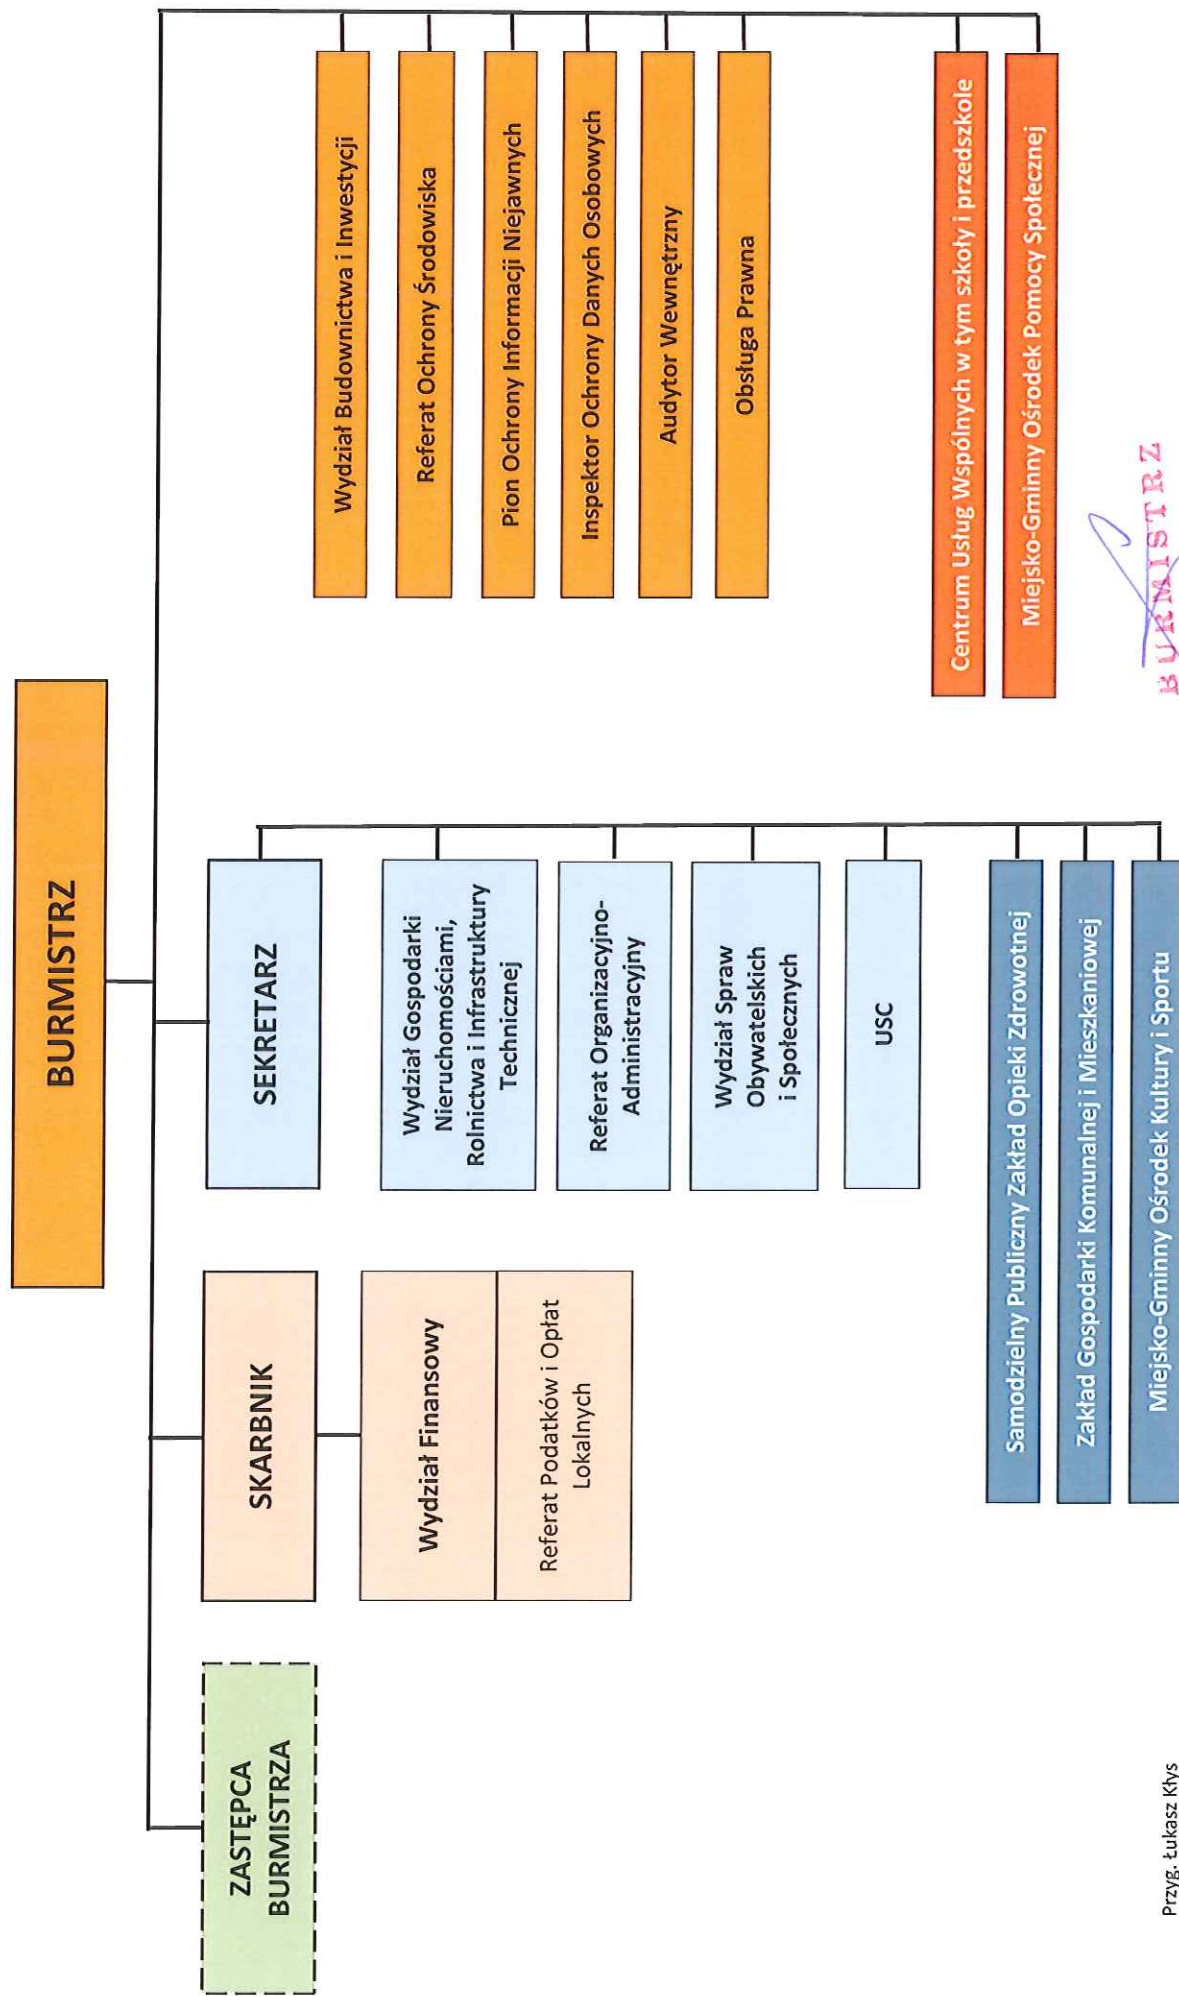 BURMISTRZ
ZASTĘPCA
BURMISTRZA
SKARBNIK
Wydział Finansowy
Referat Podatków i Opłat
Lokalnych
SEKRETARZ
Wydział Gospodarki
Nieruchomościami,
Rolnictwa i Infrastruktury
Technicznej
Referat Organizacyjno-
Administracyjny
Wydział Spraw
Obywatelskich
i Społecznych
USC
Samodzielny Publiczny Zakład Opieki Zdrowotnej
Zakład Gospodarki Komunalnej i Mieszkaniowej
Miejsko-Gminny Ośrodek Kultury i Sportu
Wydział Budownictwa i Inwestycji
Referat Ochrony Środowiska
Pion Ochrony Informacji Niejawnych
Inspektor Ochrony Danych Osobowych
Audytor Wewnętrzny
Obsługa Prawna
Centrum Usług Wspólnych w tym szkoły i przedszkole
Miejsko-Gminny Ośrodek Pomocy Społecznej
BURMISTRZ
Przyg. Łukasz Kłys